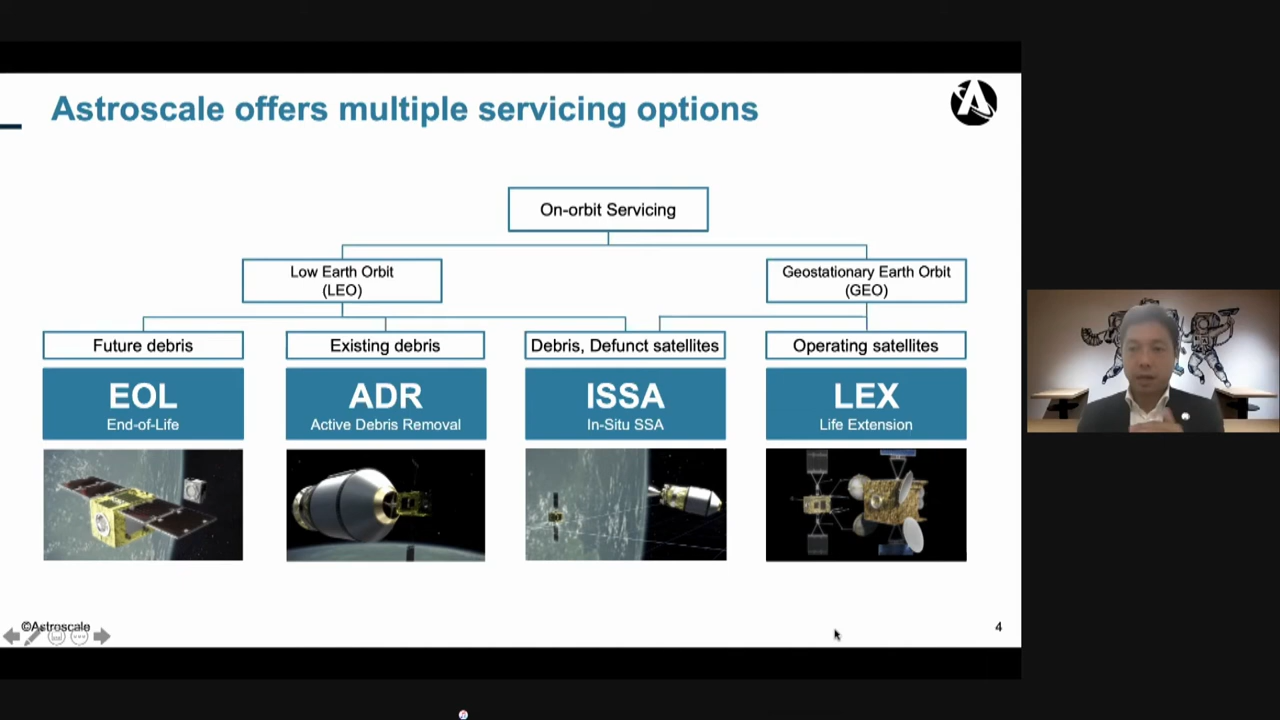 Astroscale offers multiple servicing options
On-orbit Servicing
Low Earth Orbit
(LEO)
Geostationary Earth Orbit
(GEO)
Future debris
Existing debris
Debris, Defunct satellites
Operating satellites
EOL
End-of-Life
ADR
Active Debris Removal
ISSA
In-Situ SSA
LEX
Life Extension
©Astroscale
4